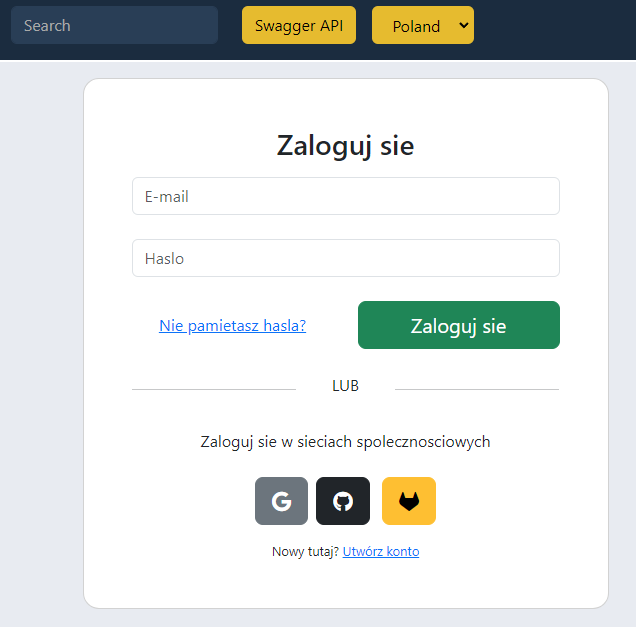 Search
Swagger API
Poland
Zaloguj sie
E-mail
Haslo
Nie pamietasz hasla?
Zaloguj sie
LUB
Zaloguj sie w sieciach spolecznosciowych
G
Nowy tutaj? Utwórz konto